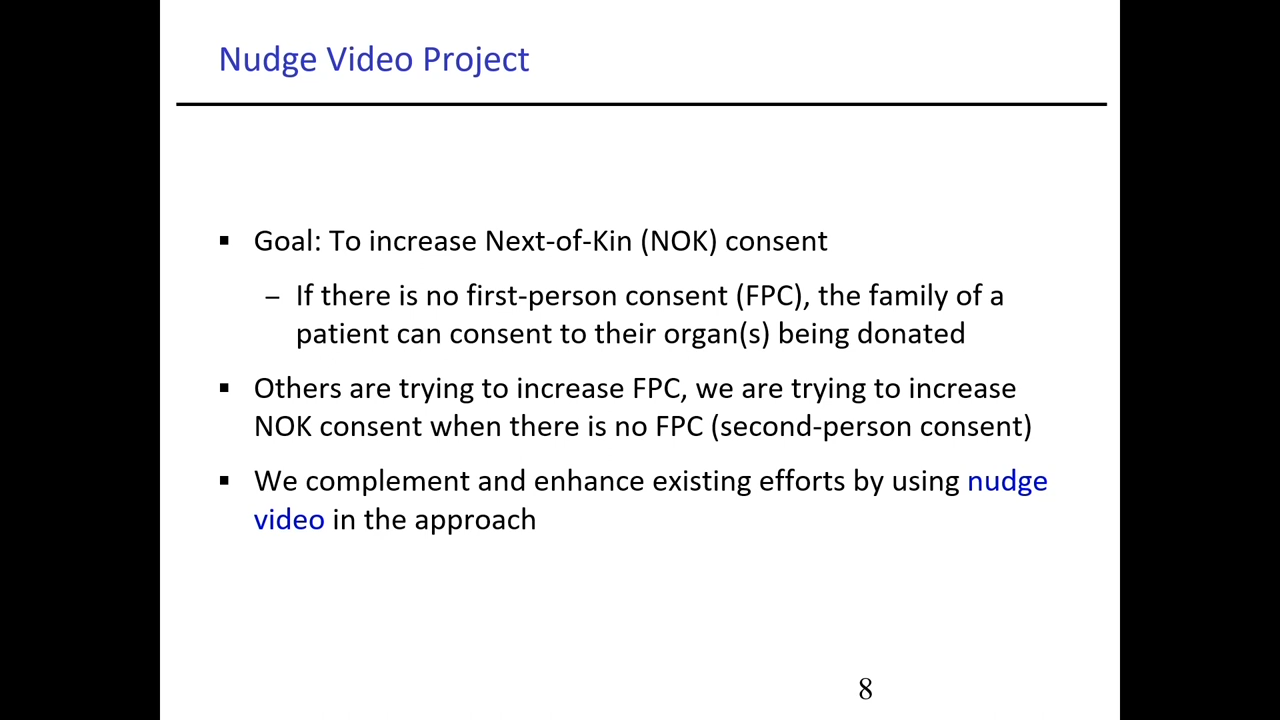 Nudge Video Project
▪ Goal: To increase Next-of-Kin (NOK) consent
– If there is no first-person consent (FPC), the family of a
patient can consent to their organ(s) being donated
▪ Others are trying to increase FPC, we are trying to increase
NOK consent when there is no FPC (second-person consent)
▪ We complement and enhance existing efforts by using nudge
video in the approach
8